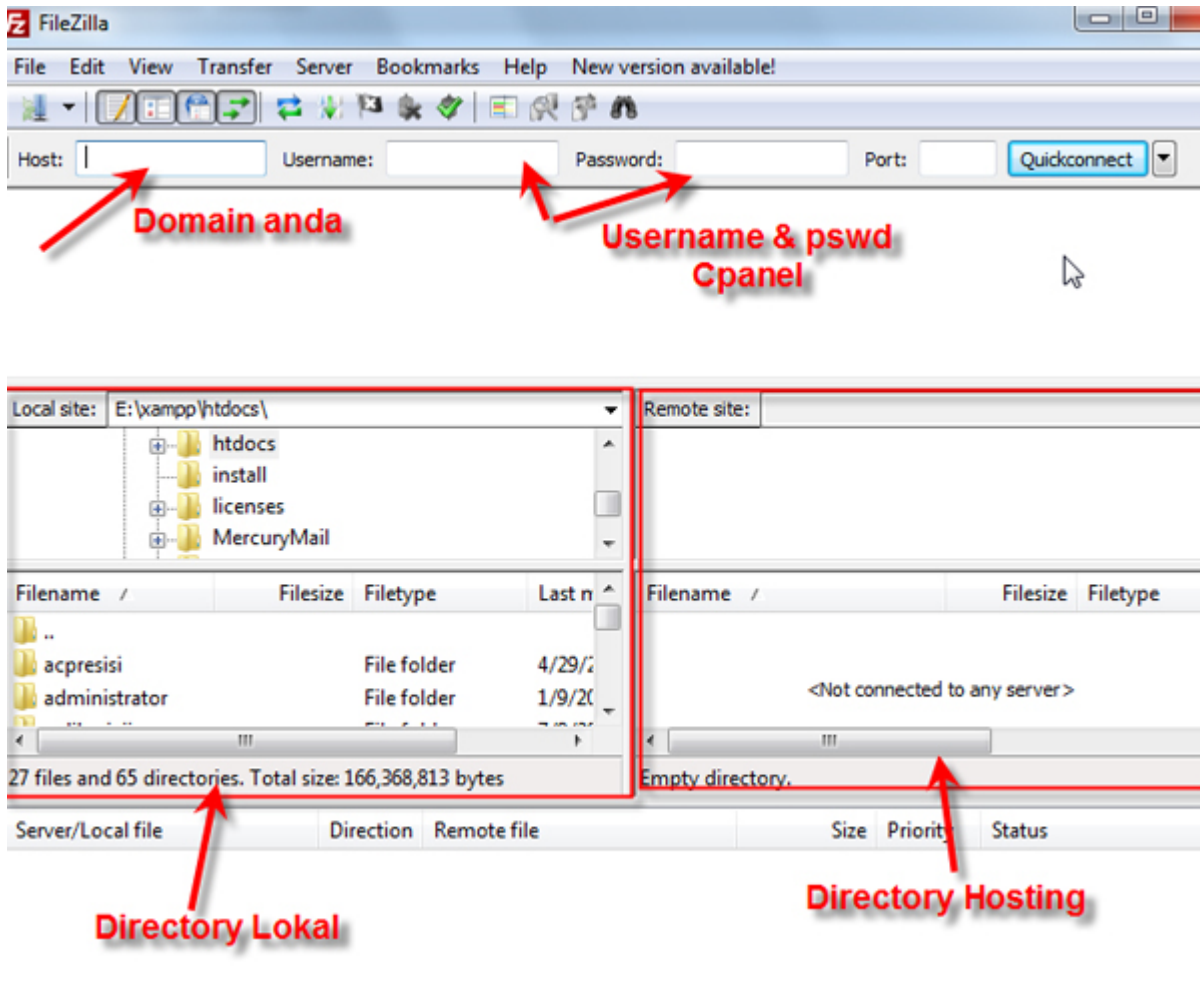 FileZilla
File Edit View Transfer Server Bookmarks Help New version available!
Host: Username: Password: Port: Quickconnect
Domain anda
Username & pswd
Cpanel
Local site: E:\xampp\htdocs\ Remote site:
htdocs
install
licenses
MercuryMail
Filename / Filesize Filetype Last m Filename / Filesize Filetype
..
acpresisi File folder 4/29/2
administrator File folder 1/9/20
<Not connected to any server>
27 files and 65 directories. Total size: 166,368,813 bytes Empty directory.
Server/Local file Direction Remote file Size Priority Status
Directory Hosting
Directory Lokal